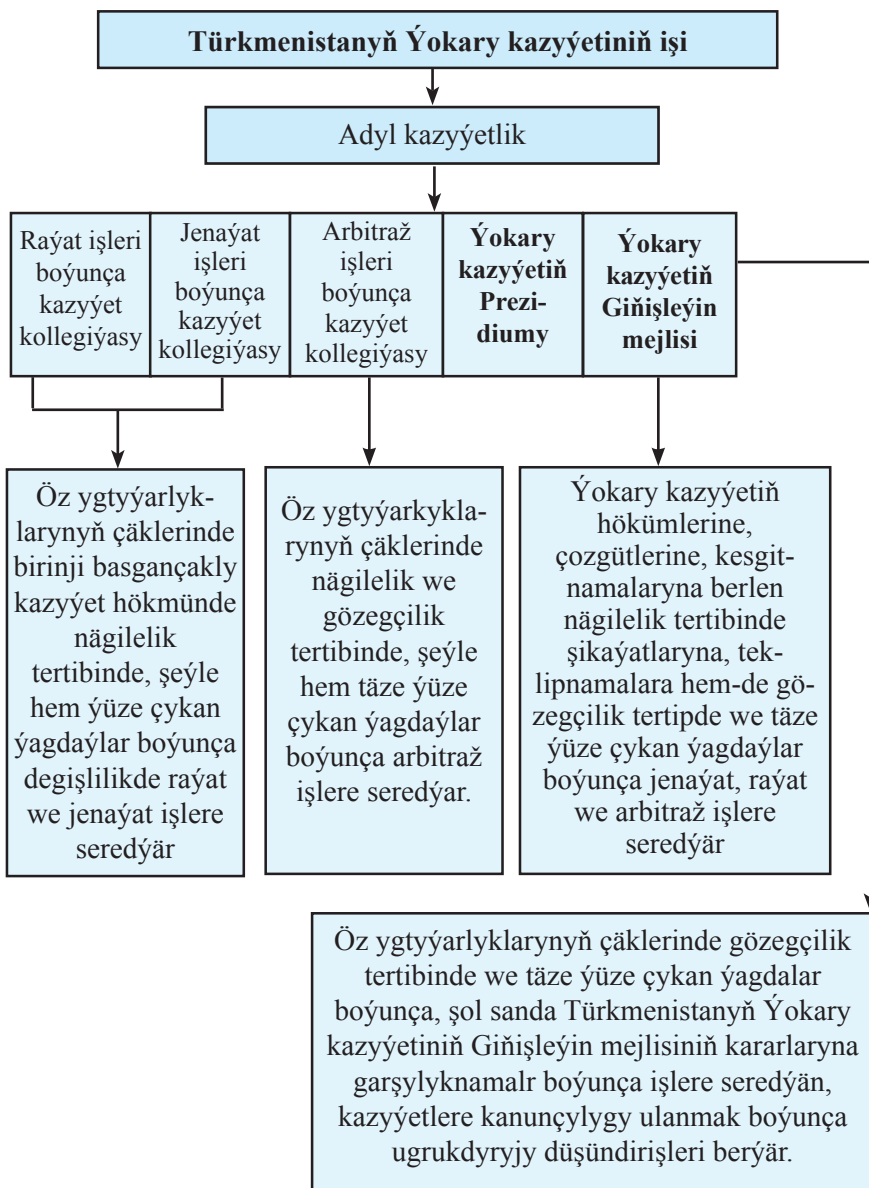 Türkmenistanyň Ýokary kazyýetiniň işi
Adyl kazyýetlik
Raýat işleri
boýunça
kazyýet
kollegiýasy
Jenaýat
işleri
boýunça
kazyýet
kollegiýasy
Arbitraž
işleri
boýunça
kazyýet
kollegiýasy
Ýokary
kazyýetiň
Prezi-
diumy
Ýokary
kazyýetiň
Giňişleýin
mejlisi
Öz ygtyýarlyk-
larynyň çäklerinde
birinji basgançakly
kazyýet hökmünde
nägilelik
tertibinde, şeýle
hem ýüze çykan
ýagdaýlar boýunça
degişlilikde raýat
we jenaýat işlere
seredýär
Öz ygtyýarkykla-
rynyň çäklerinde
nägilelik we
gözegçilik
tertibinde, şeýle
hem täze ýüze
çykan ýagdaýlar
boýunça arbitraž
işlere seredýar.
Ýokary kazyýetiň
hökümlerine,
çozgütlerine, kesgit-
namalaryna berlen
nägilelik tertibinde
şikaýatlaryna, tek-
lipnamalara hem-de gö-
zegçilik tertipde we täze
ýüze çykan ýagdaýlar
boýunça jenaýat, raýat
we arbitraž işlere
seredýär
Öz ygtyýarlyklarynyň çäklerinde gözegçilik
tertibinde we täze ýüze çykan ýagdalar
boýunça, şol sanda Türkmenistanyň Ýokary
kazyýetiniň Giňişleýin mejlisiniň kararlaryna
garşylyknamalr boýunça işlere seredýän,
kazyýetlere kanunçylygy ulanmak boýunça
ugrukdyryjy düşündirişleri berýär.